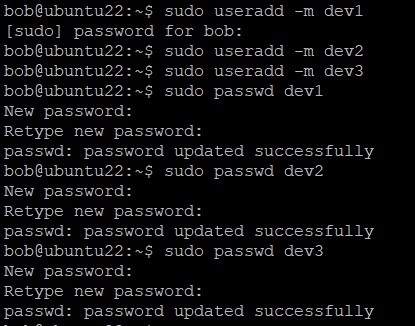 bob@ubuntu22:~$ sudo useradd -m dev1
[sudo] password for bob:
bob@ubuntu22:~$ sudo useradd -m dev2
bob@ubuntu22:~$ sudo useradd -m dev3
bob@ubuntu22:~$ sudo passwd dev1
New password:
Retype new password:
passwd: password updated successfully
bob@ubuntu22:~$ sudo passwd dev2
New password:
Retype new password:
passwd: password updated successfully
bob@ubuntu22:~$ sudo passwd dev3
New password:
Retype new password:
passwd: password updated successfully